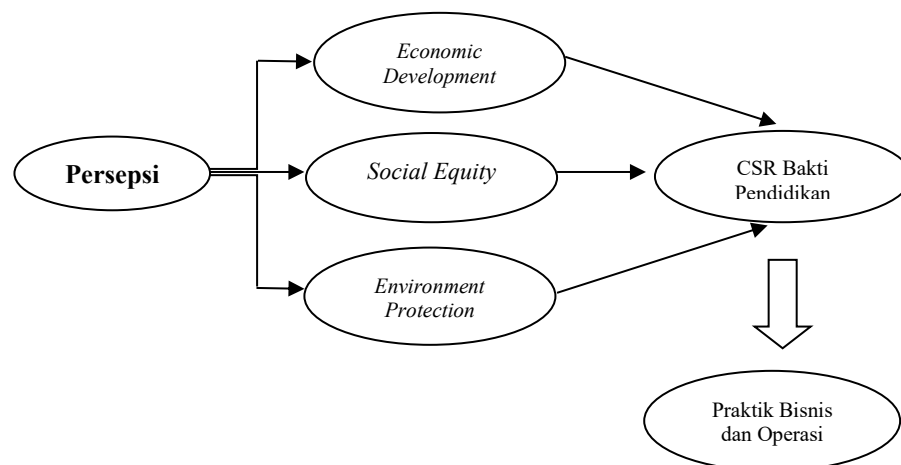 Economic
Development
Persepsi
Social Equity
CSR Bakti
Pendidikan
Environment
Protection
Praktik Bisnis
dan Operasi